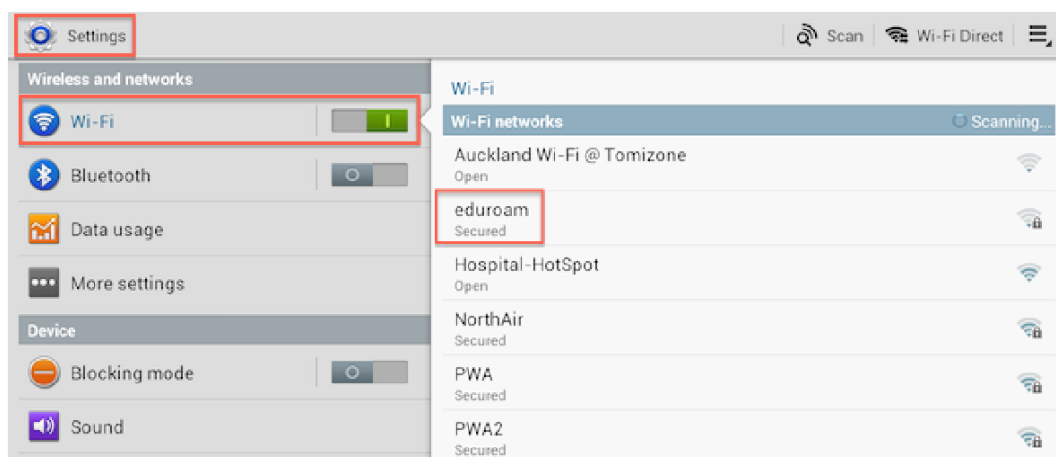 Settings
Scan
Wi-Fi Direct
Wireless and networks
Wi-Fi
Bluetooth
Data usage
More settings
Device
Blocking mode
Sound
Wi-Fi
Wi-Fi networks
Scanning...
Auckland Wi-Fi @ Tomizone
Open
eduroam
Secured
Hospital-HotSpot
Open
NorthAir
Secured
PWA
Secured
PWA2
Secured